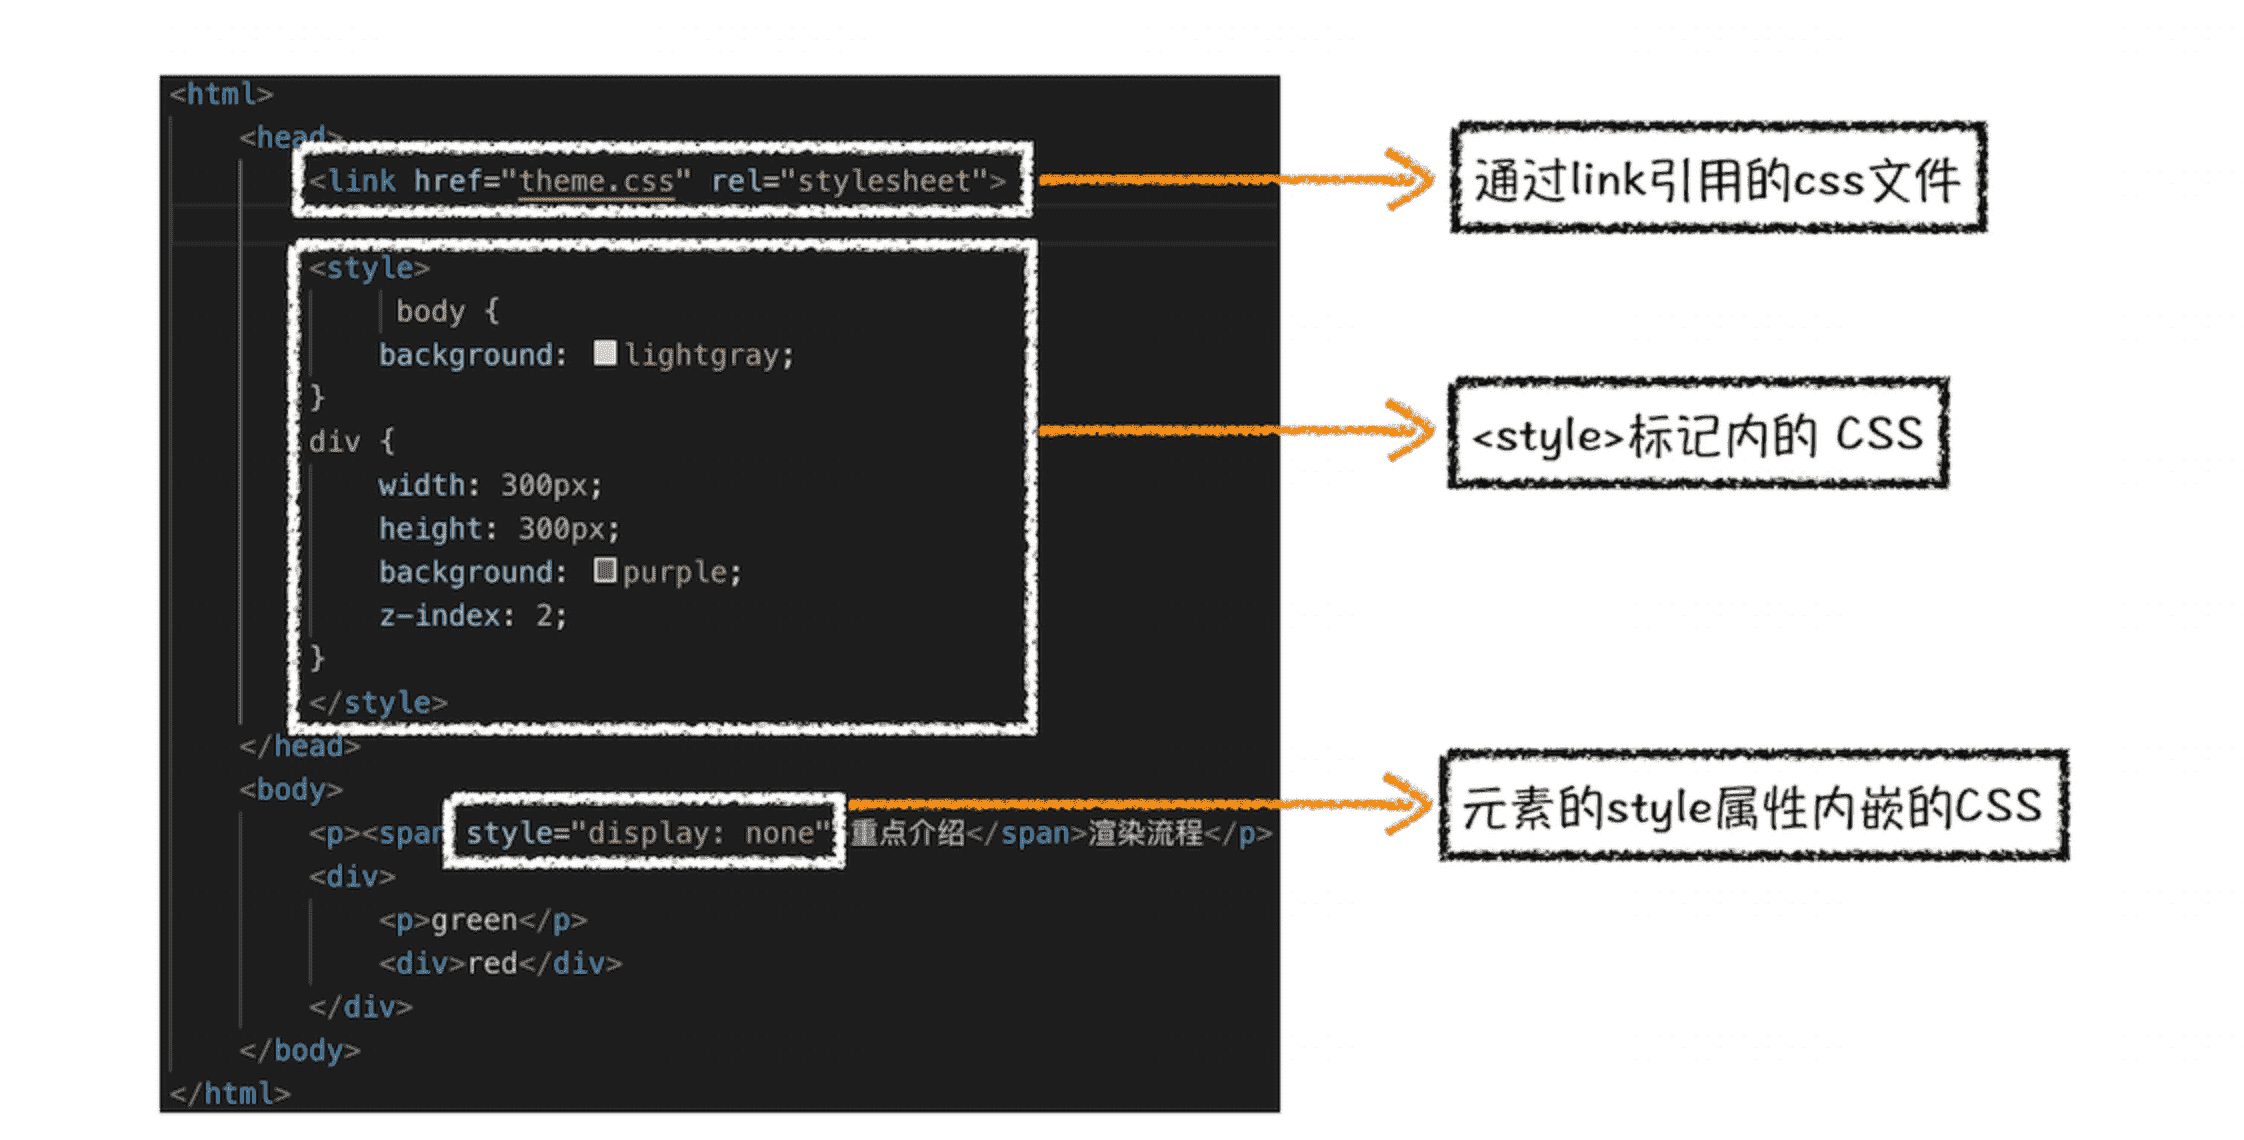 <html>
<head>
<link href="theme.css" rel="stylesheet">
通过link引用的css文件
<style>
body {
background: lightgray;
}
div {
width: 300px;
height: 300px;
background: purple;
z-index: 2;
}
</style>
<style>标记内的 CSS
</head>
<body>
<p><span style="display: none"重点介绍</span>渲染流程</p>
元素的style属性内嵌的CSS
<div>
<p>green</p>
<div>red</div>
</div>
</body>
</html>